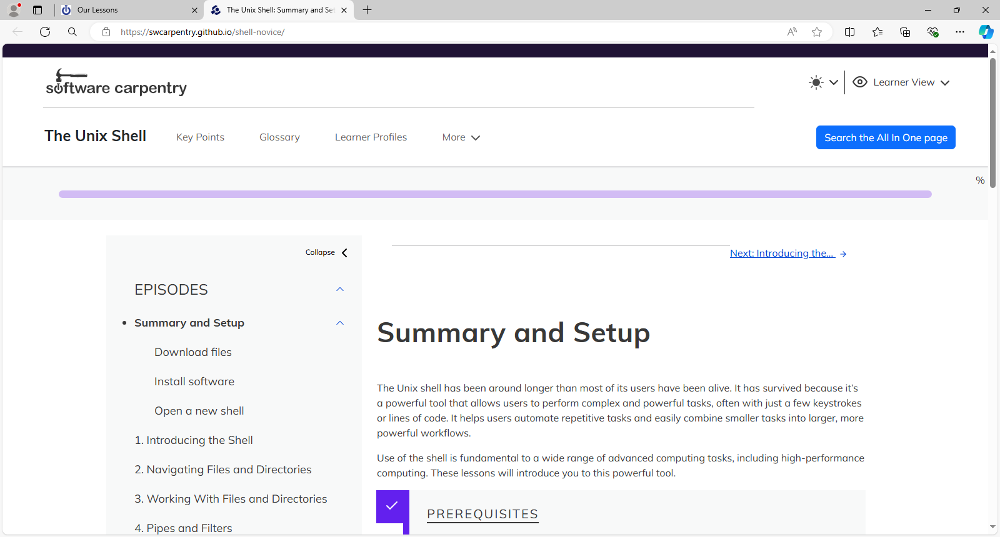 Our Lessons
The Unix Shell: Summary and Set
https://swcarpentry.github.io/shell-novice/
software carpentry
Learner View
The Unix Shell
Key Points
Glossary
Learner Profiles
More
Search the All In One page
%
Collapse
Next: Introducing the...
EPISODES
Summary and Setup
Download files
Install software
Open a new shell
1. Introducing the Shell
2. Navigating Files and Directories
3. Working With Files and Directories
4. Pipes and Filters
Summary and Setup
The Unix shell has been around longer than most of its users have been alive. It has survived because it’s
a powerful tool that allows users to perform complex and powerful tasks, often with just a few keystrokes
or lines of code. It helps users automate repetitive tasks and easily combine smaller tasks into larger, more
powerful workflows.
Use of the shell is fundamental to a wide range of advanced computing tasks, including high-performance
computing. These lessons will introduce you to this powerful tool.
PREREQUISITES